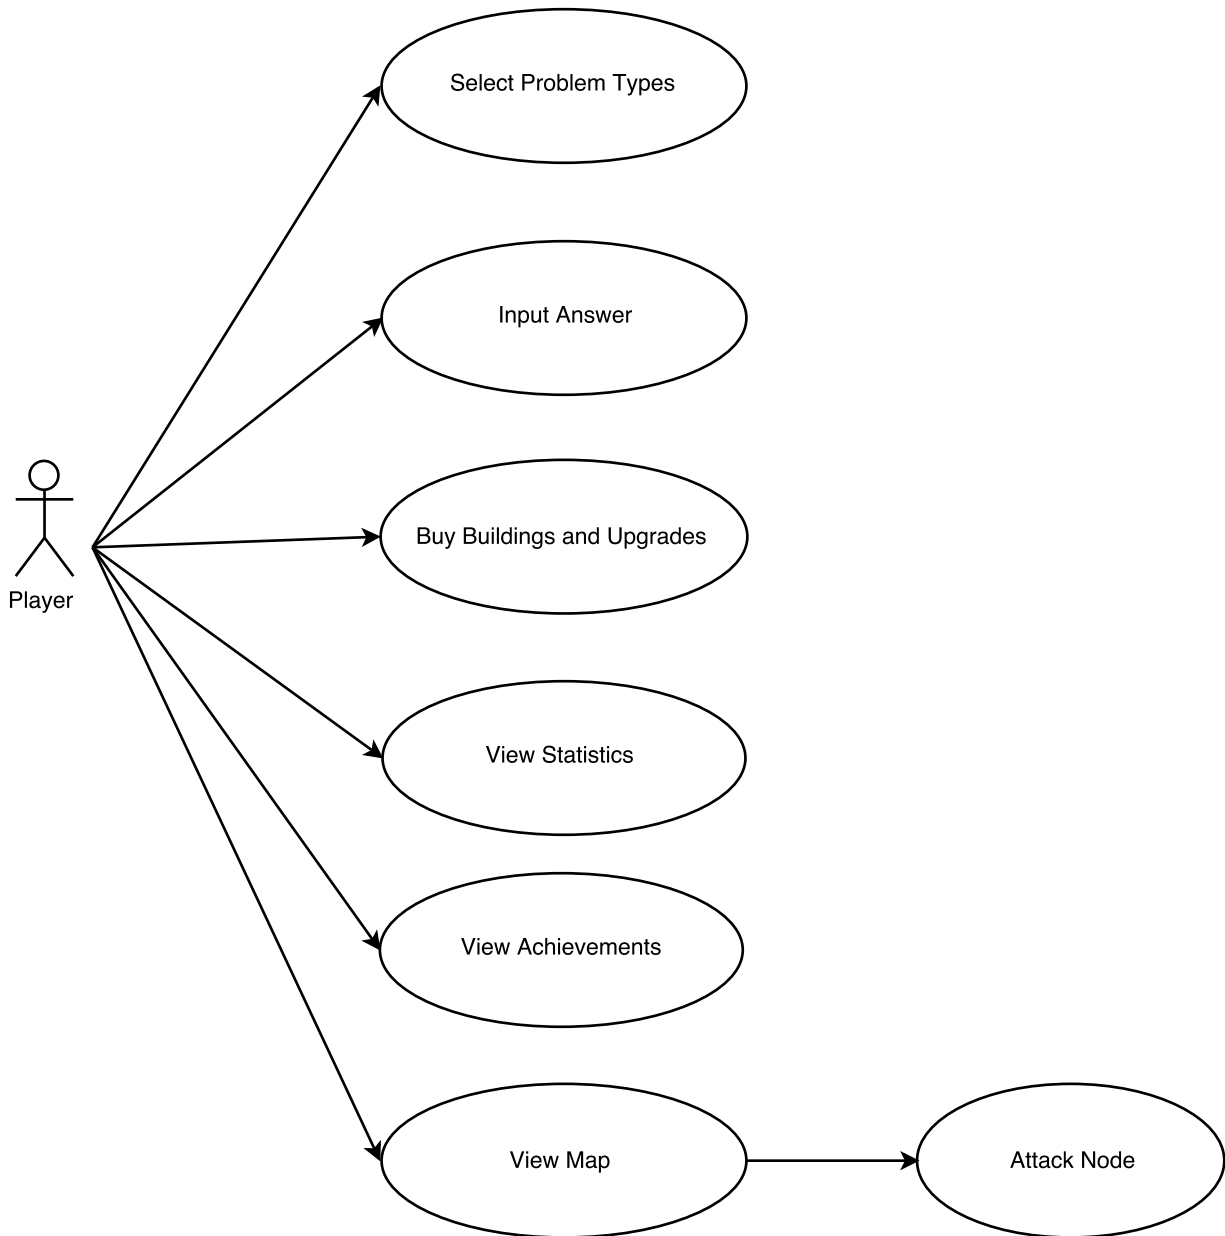 Select Problem Types
Input Answer
Buy Buildings and Upgrades
Player
View Statistics
View Achievements
View Map
Attack Node